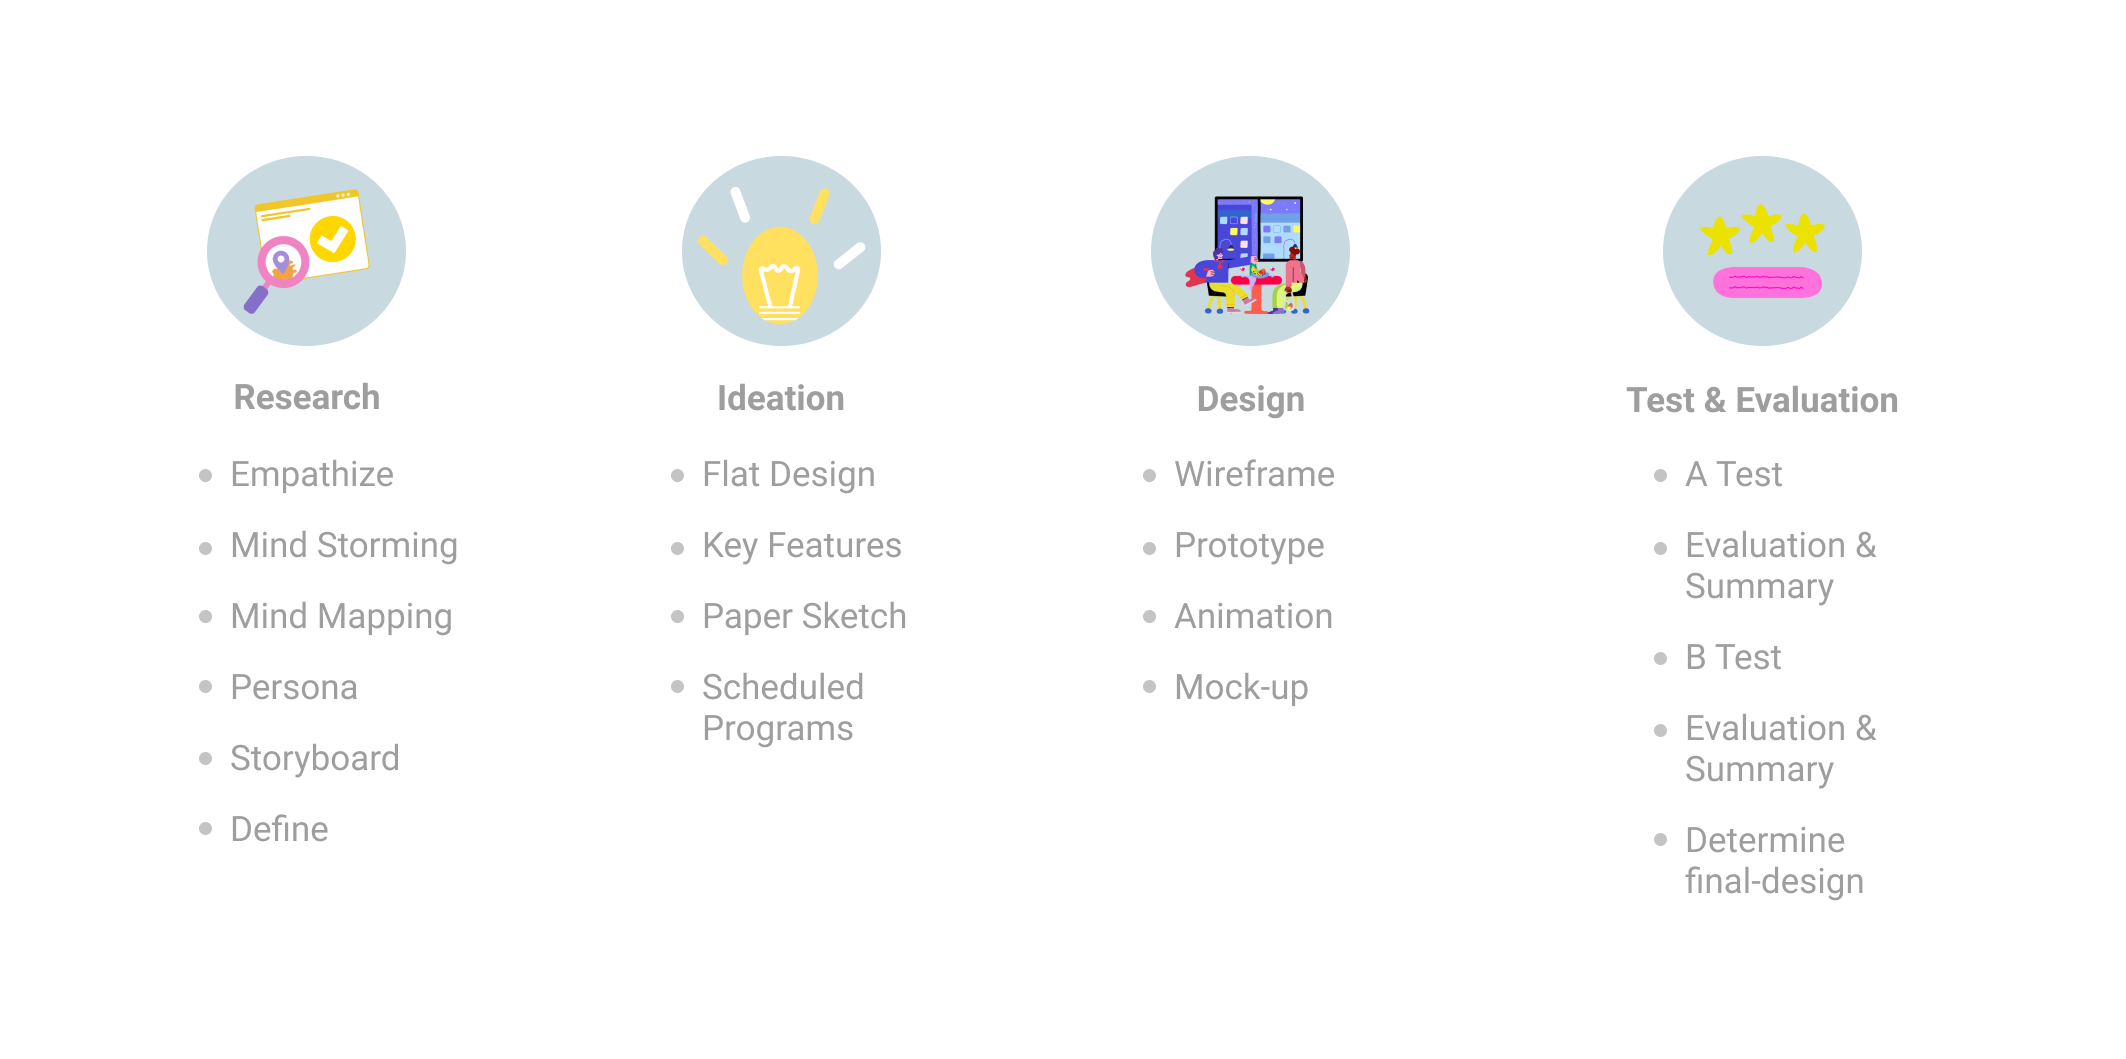 Research
Empathize
Mind Storming
Mind Mapping
Persona
Storyboard
Define
Ideation
Flat Design
Key Features
Paper Sketch
Scheduled
Programs
Design
Wireframe
Prototype
Animation
Mock-up
Test & Evaluation
A Test
Evaluation &
Summary
B Test
Evaluation &
Summary
Determine
final-design